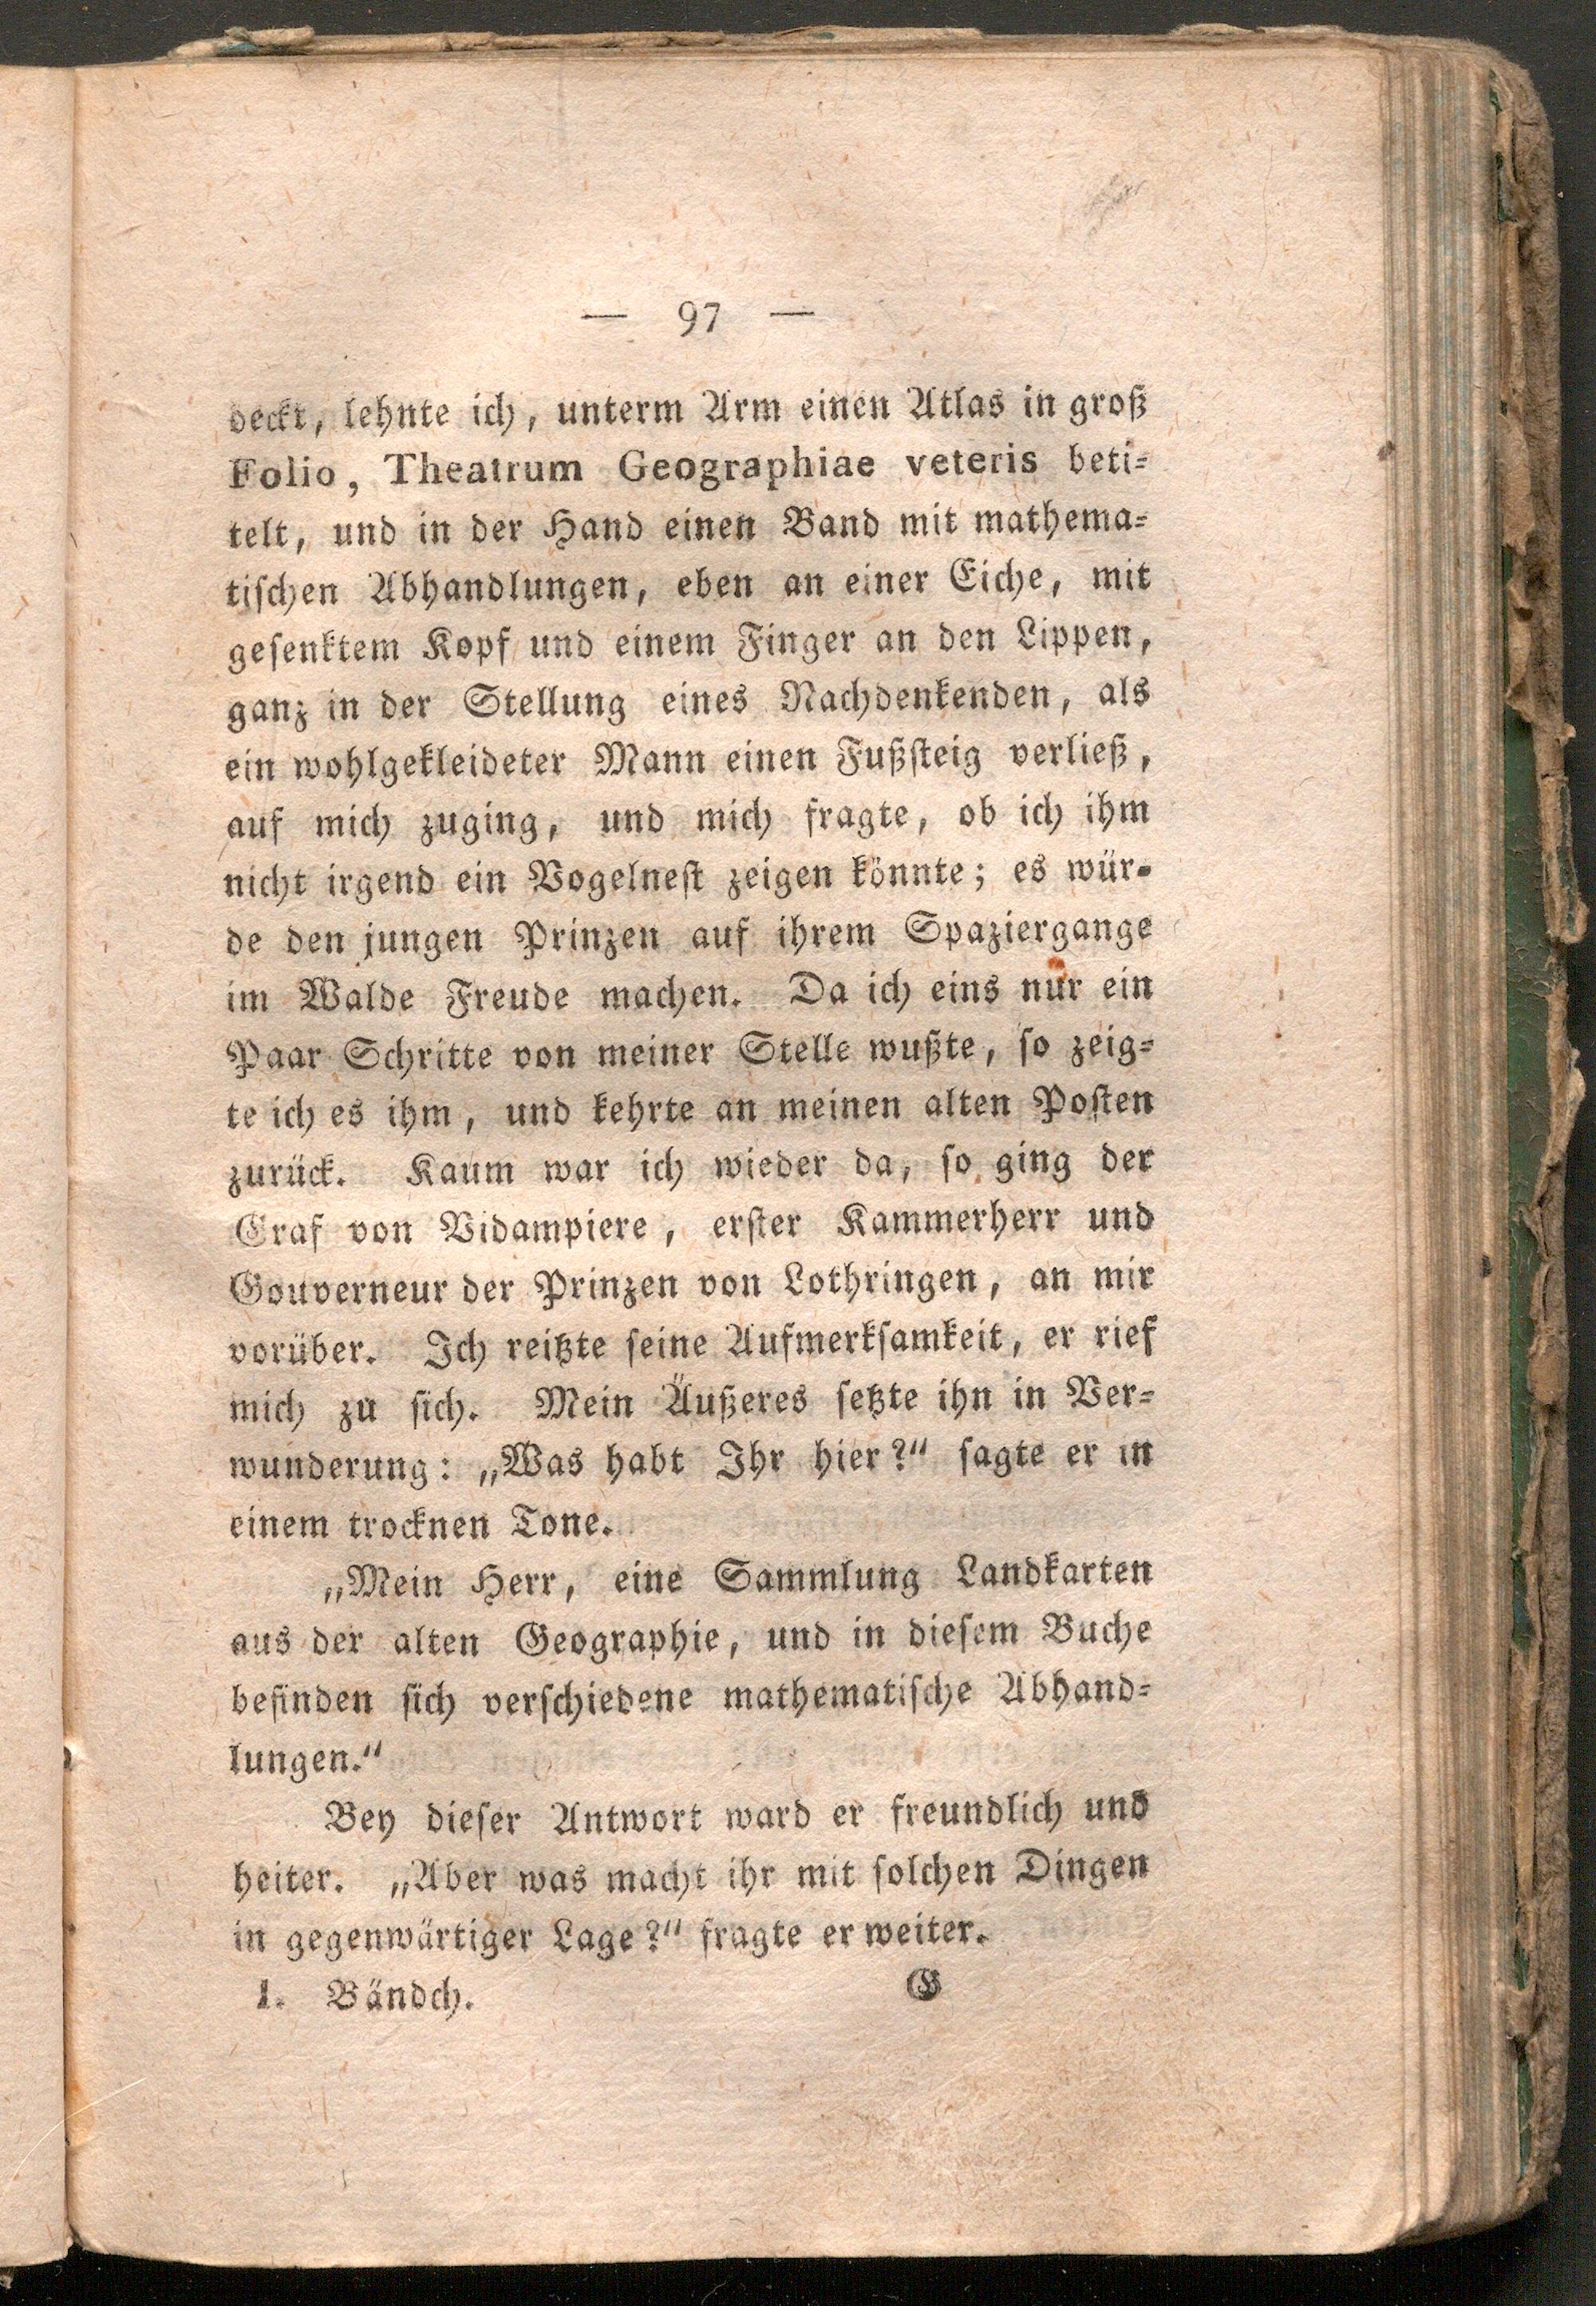 — 97 —
deckt, lehnte ich, unterm Arm einen Atlas in groß
Folio, Theatrum Geographiae veteris beti-
telt, und in der Hand einen Band mit mathema-
tischen Abhandlungen, eben an einer Eiche, mit
gesenktem Kopf und einem Finger an den Lippen,
ganz in der Stellung eines Nachdenkenden, als
ein wohlgekleideter Mann einen Fußsteig verließ,
auf mich zuging, und mich fragte, ob ich ihm
nicht irgend ein Vogelnest zeigen könnte; es wür-
de den jungen Prinzen auf ihrem Spaziergange
im Walde Freude machen. Da ich eins nur ein
Paar Schritte von meiner Stelle wußte, so zeig-
te ich es ihm, und kehrte an meinen alten Posten
zurück. Kaum war ich wieder da, so ging der
Graf von Vidampiere, erster Kammerherr und
Gouverneur der Prinzen von Lothringen, an mir
vorüber. Ich reitzte seine Aufmerksamkeit, er rief
mich zu sich. Mein Äußeres setzte ihn in Ver-
wunderung: „Was habt Ihr hier?“ sagte er in
einem trocknen Tone.
„Mein Herr, eine Sammlung Landkarten
aus der alten Geographie, und in diesem Buche
befinden sich verschiedene mathematische Abhand-
lungen.“
Bey dieser Antwort ward er freundlich und
heiter. „Aber was macht ihr mit solchen Dingen
in gegenwärtiger Lage?“ fragte er weiter.
1. Bändch. G